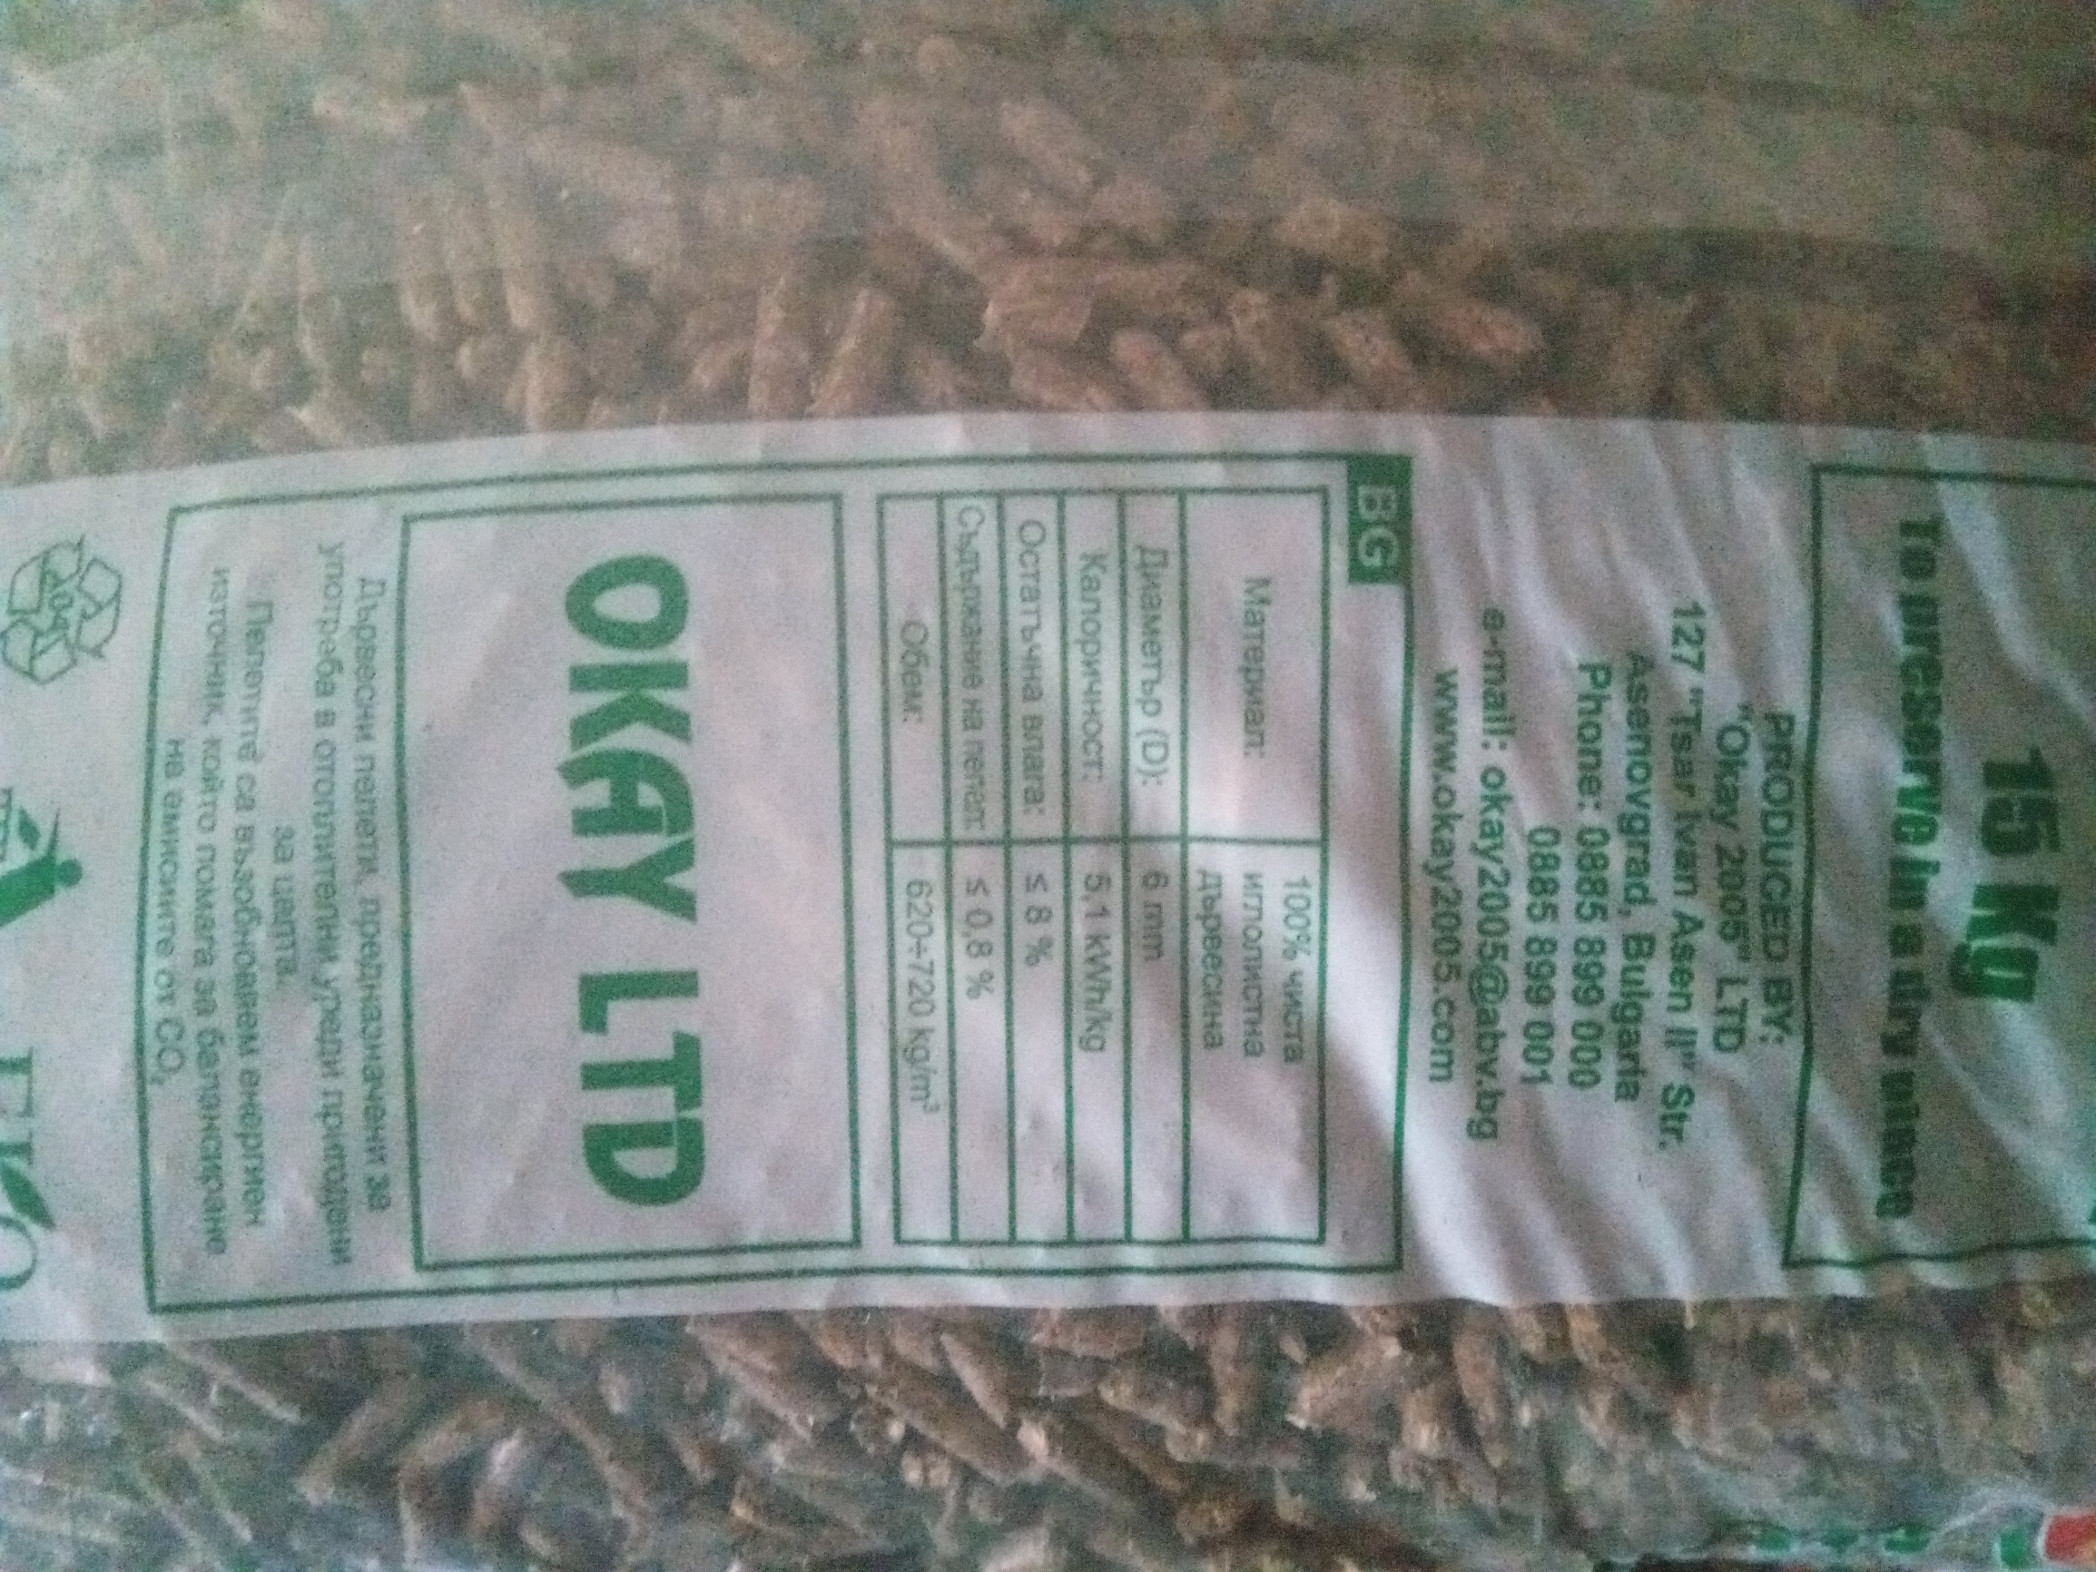 15 Kg
To preserve in a dry place
PRODUCED BY:
"Okay 2005" LTD
127 "Tsar Ivan Asen II" Str.
Asenovgrad, Bulgaria
Phone: 0885 899 000
0885 899 001
e-mail: okay2005@abv.bg
www.okay2005.com
BG
Материал: 100% чиста
иглолистна
дървесина
Диаметър (D): 6 mm
Калоричност: 5,1 kWh/kg
Остатъчна влага: ≤ 8 %
Съдържание на пепел: ≤ 0,8 %
Обем: 620÷720 kg/m³
OKAY LTD
Дървесни пелети, предназначени за
употреба в отоплителни уреди пригодени
за целта.
Пелетите са възобновяем енергиен
източник, който помага за балансиране
на емисиите от CO₂